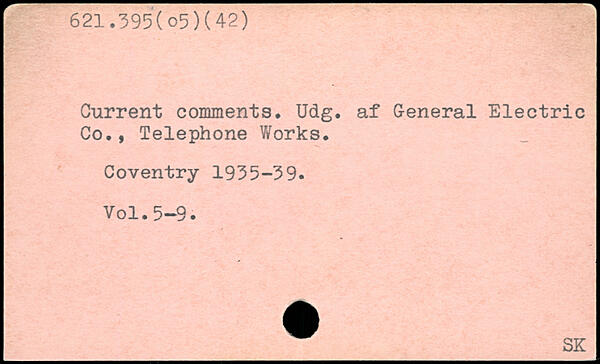 621.395(o5)(42)
Current comments. Udg. af General Electric
Co., Telephone Works.
Coventry 1935-39.
Vol.5-9.
SK